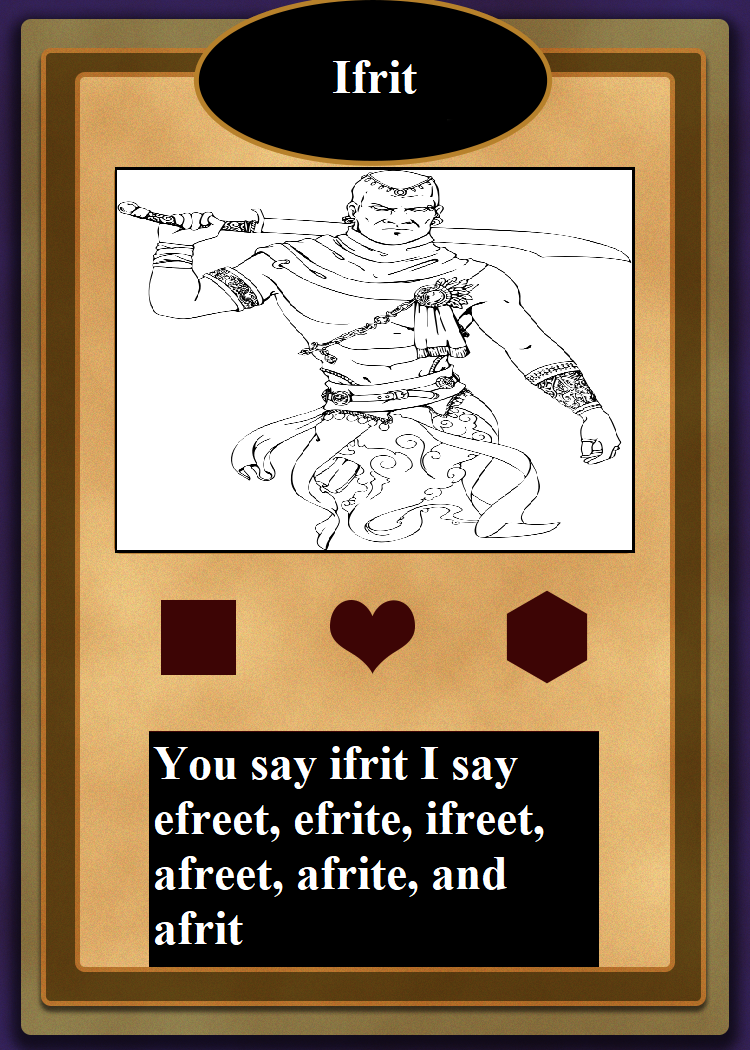 Ifrit
You say ifrit I say
efreet, efrite, ifreet,
afreet, afrite, and
afrit